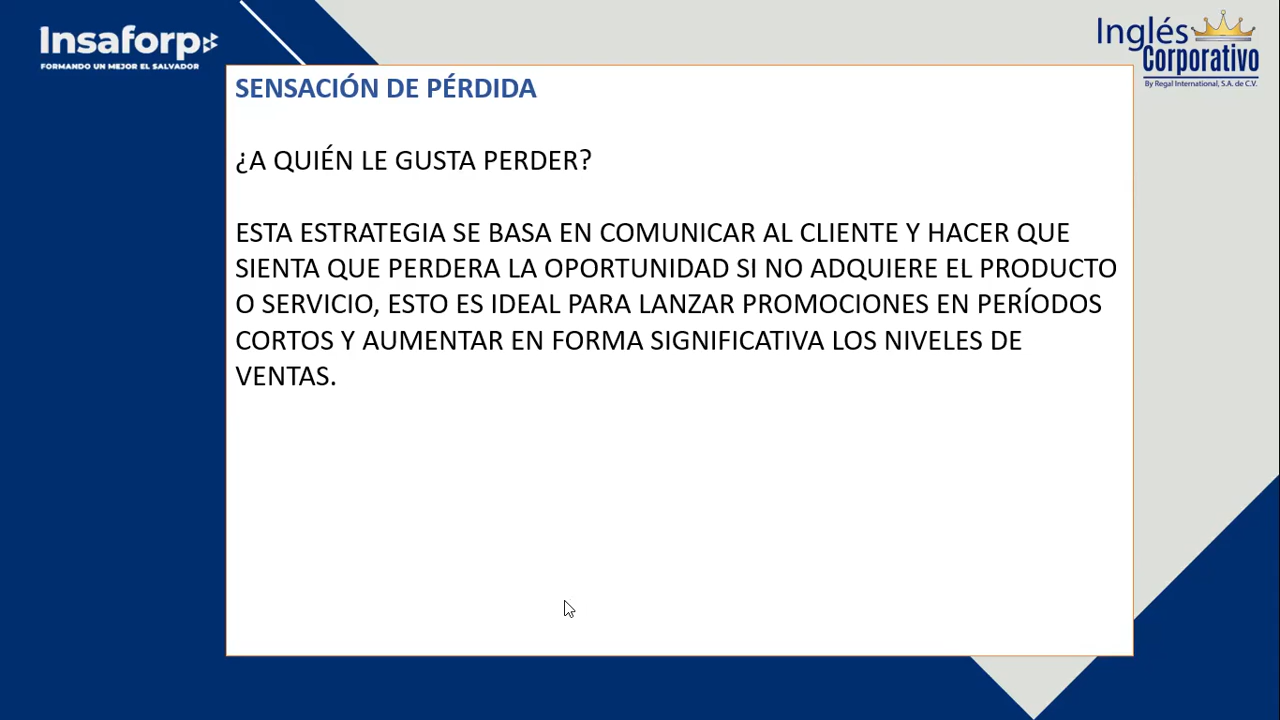 Insaforp
FORMANDO UN MEJOR EL SALVADOR
Inglés
Corporativo
By Regal International, S.A. de C.V.
SENSACIÓN DE PÉRDIDA
¿A QUIÉN LE GUSTA PERDER?
ESTA ESTRATEGIA SE BASA EN COMUNICAR AL CLIENTE Y HACER QUE
SIENTA QUE PERDERA LA OPORTUNIDAD SI NO ADQUIERE EL PRODUCTO
O SERVICIO, ESTO ES IDEAL PARA LANZAR PROMOCIONES EN PERÍODOS
CORTOS Y AUMENTAR EN FORMA SIGNIFICATIVA LOS NIVELES DE
VENTAS.